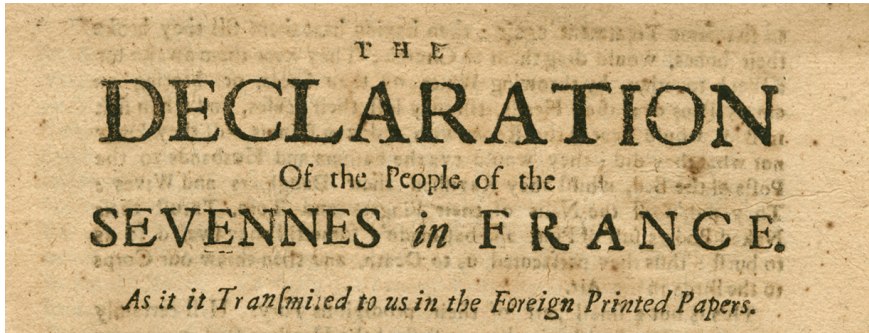 THE
DECLARATION
Of the People of the
SEVENNES in FRANCE.
As it it Tranſmited to us in the Foreign Printed Papers.